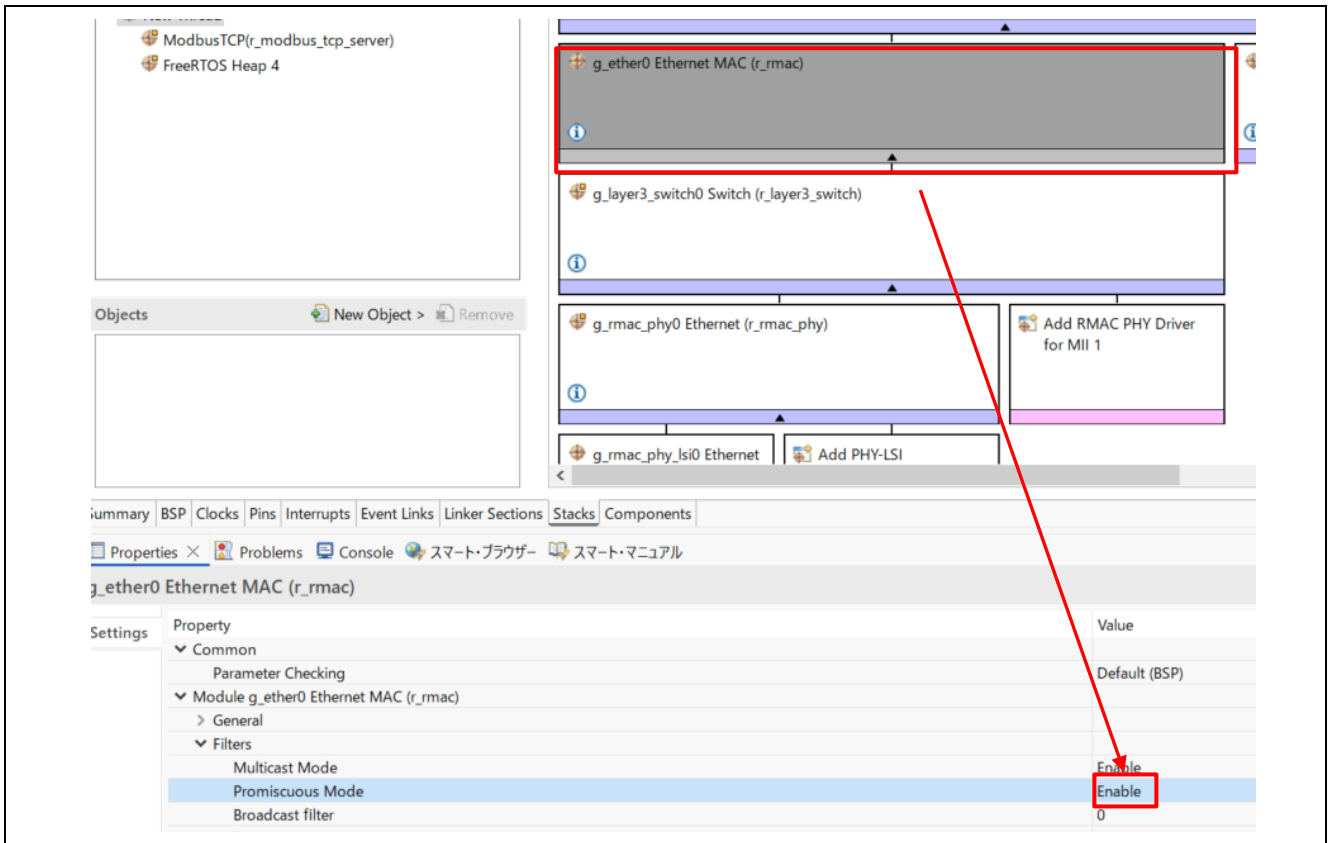 ModbusTCP(r_modbus_tcp_server)
FreeRTOS Heap 4
g_ether0 Ethernet MAC (r_rmac)
g_layer3_switch0 Switch (r_layer3_switch)
Objects
New Object >
Remove
g_rmac_phy0 Ethernet (r_rmac_phy)
Add RMAC PHY Driver
for MII 1
g_rmac_phy_lsi0 Ethernet
Add PHY-LSI
Summary BSP Clocks Pins Interrupts Event Links Linker Sections Stacks Components
Properties Problems Console スマート・ブラウザー スマート・マニュアル
g_ether0 Ethernet MAC (r_rmac)
Settings
Property Value
Common
Parameter Checking Default (BSP)
Module g_ether0 Ethernet MAC (r_rmac)
General
Filters
Multicast Mode Enable
Promiscuous Mode Enable
Broadcast filter 0